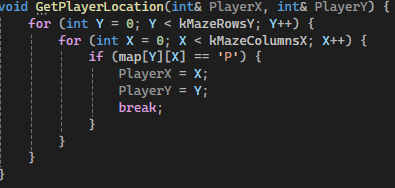 void GetPlayerLocation(int& PlayerX, int& PlayerY) {
    for (int Y = 0; Y < kMazeRowsY; Y++) {
        for (int X = 0; X < kMazeColumnsX; X++) {
            if (map[Y][X] == 'P') {
                PlayerX = X;
                PlayerY = Y;
                break;
            }
        }
    }
}